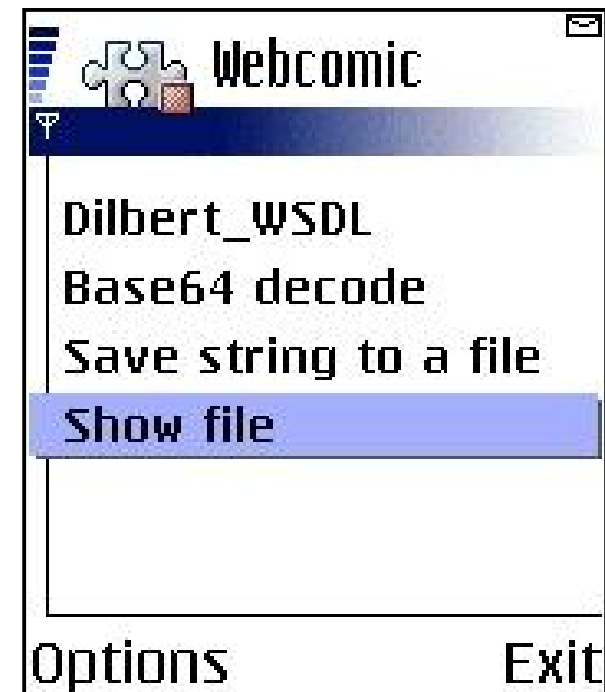 Webcomic
Dilbert_WSDL
Base64 decode
Save string to a file
Show file
Options Exit